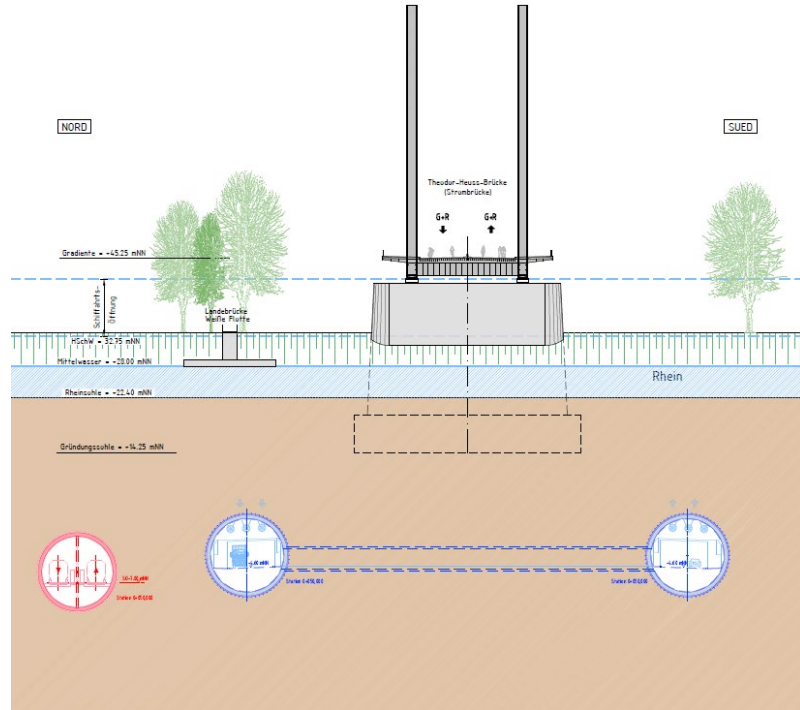 NORD
SUED
Theodor-Heuss-Brücke
(Strombrücke)
G+R
G+R
Gradiente = +45.25 mNN
Schiffahrts-
Öffnung
Landebrücke
Weiße Flotte
HSchW = 32.75 mNN
Mittelwasser = +28.00 mNN
Rhein
Rheinsohle = +22.40 mNN
Gründungssohle = +14.25 mNN